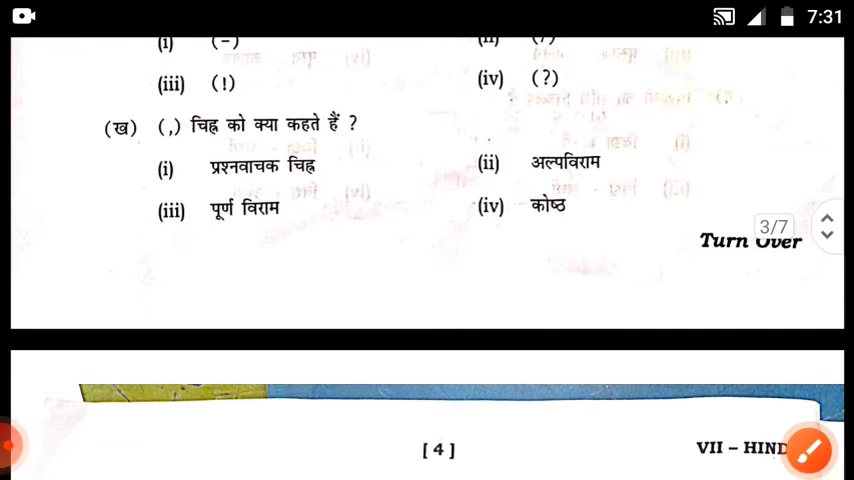 7:31
(i) (–) (ii)
(iii) (!) (iv) (?)
(ख) (,) चिह्न को क्या कहते हैं ?
(i) प्रश्नवाचक चिह्न (ii) अल्पविराम
(iii) पूर्ण विराम (iv) कोष्ठ
3/7
Turn Over
[ 4 ] VII – HIND